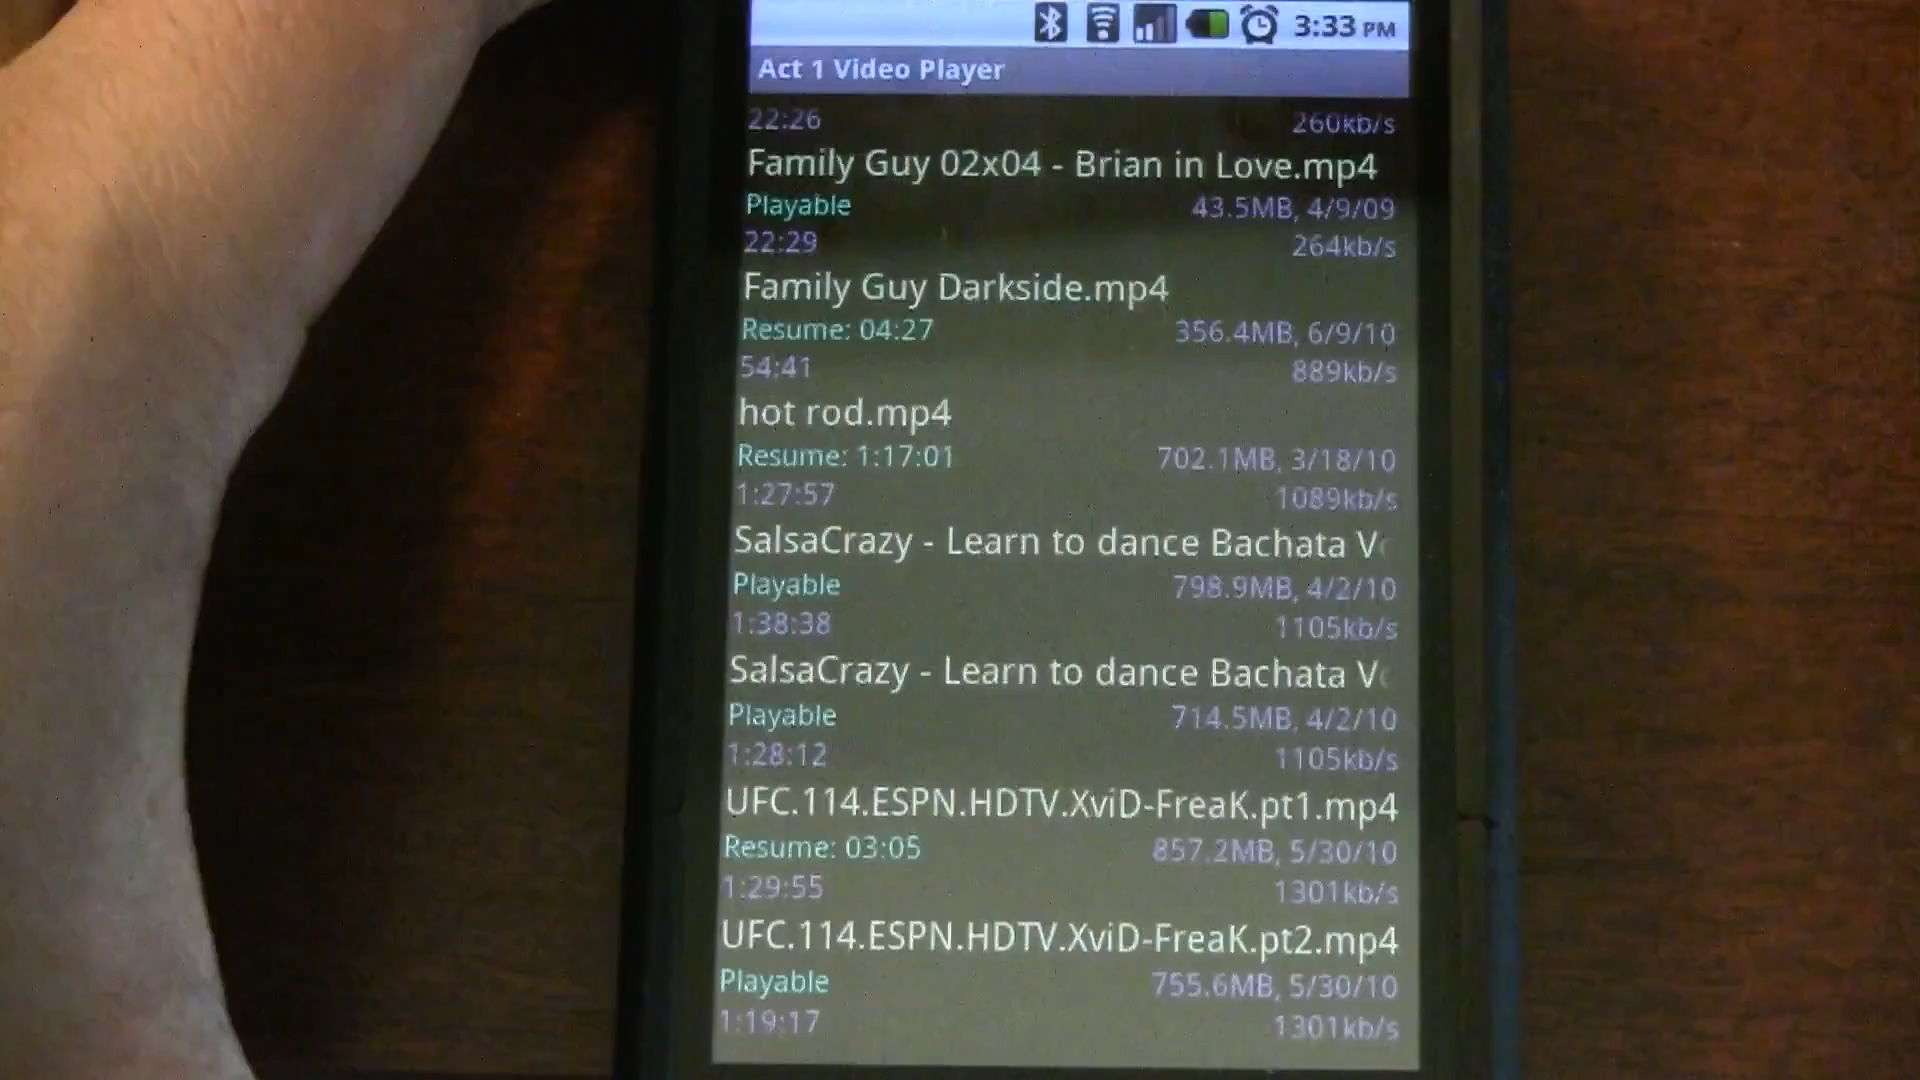 3:33 PM
Act 1 Video Player
22:26 260kb/s
Family Guy 02x04 - Brian in Love.mp4
Playable 43.5MB, 4/9/09
22:29 264kb/s
Family Guy Darkside.mp4
Resume: 04:27 356.4MB, 6/9/10
54:41 889kb/s
hot rod.mp4
Resume: 1:17:01 702.1MB, 3/18/10
1:27:57 1089kb/s
SalsaCrazy - Learn to dance Bachata Vo
Playable 798.9MB, 4/2/10
1:38:38 1105kb/s
SalsaCrazy - Learn to dance Bachata Vo
Playable 714.5MB, 4/2/10
1:28:12 1105kb/s
UFC.114.ESPN.HDTV.XviD-FreaK.pt1.mp4
Resume: 03:05 857.2MB, 5/30/10
1:29:55 1301kb/s
UFC.114.ESPN.HDTV.XviD-FreaK.pt2.mp4
Playable 755.6MB, 5/30/10
1:19:17 1301kb/s